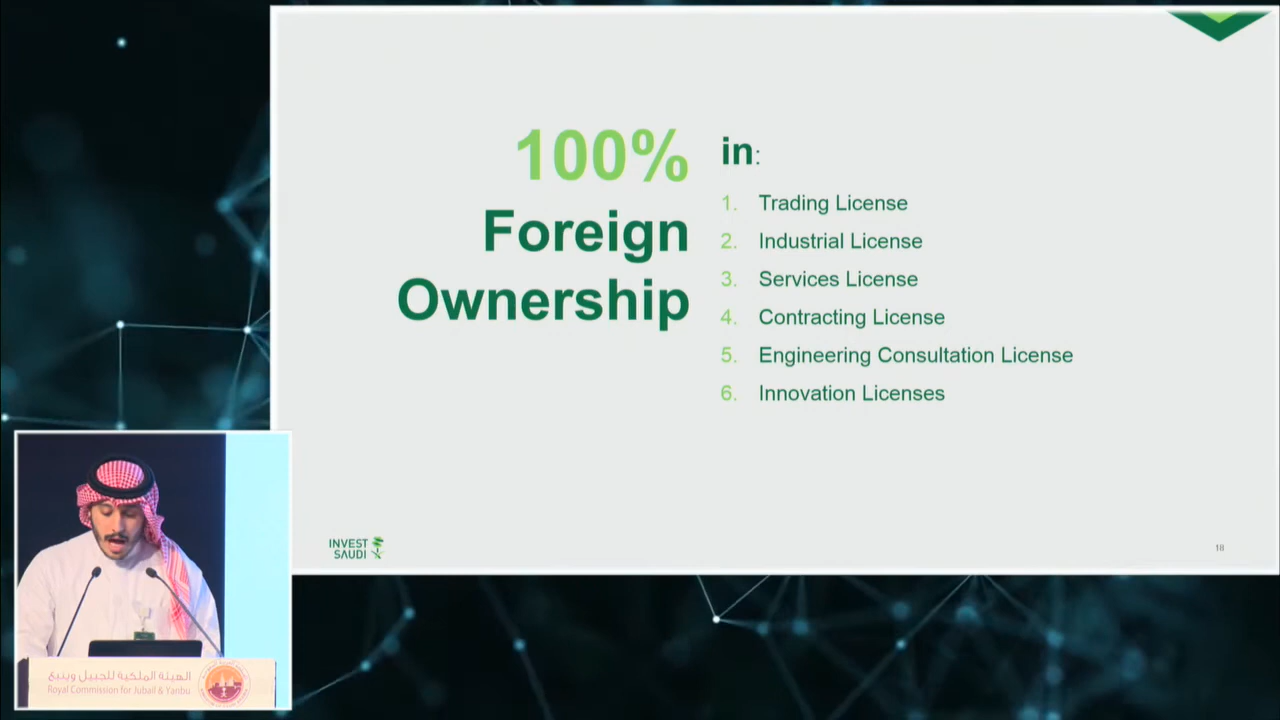 100%
Foreign
Ownership
in:
1. Trading License
2. Industrial License
3. Services License
4. Contracting License
5. Engineering Consultation License
6. Innovation Licenses
INVEST
SAUDI
18
الهيئة الملكية للجبيل وينبع
Royal Commission for Jubail & Yanbu